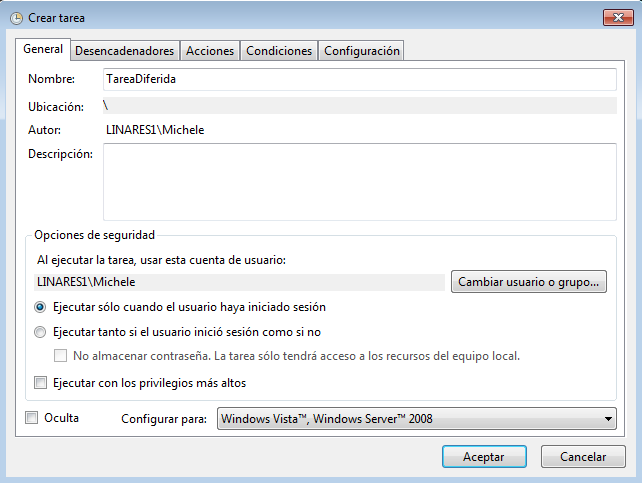 Crear tarea
General Desencadenadores Acciones Condiciones Configuración
Nombre: TareaDiferida
Ubicación: \
Autor: LINARES1\Michele
Descripción:
Opciones de seguridad
Al ejecutar la tarea, usar esta cuenta de usuario:
LINARES1\Michele Cambiar usuario o grupo...
Ejecutar sólo cuando el usuario haya iniciado sesión
Ejecutar tanto si el usuario inició sesión como si no
No almacenar contraseña. La tarea sólo tendrá acceso a los recursos del equipo local.
Ejecutar con los privilegios más altos
Oculta Configurar para: Windows Vista™, Windows Server™ 2008
Aceptar Cancelar